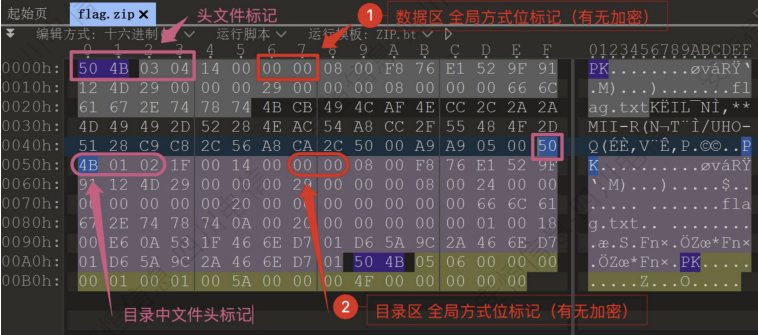 起始页 flag.zip × 头文件标记 1 数据区 全局方式位标记（有无加密）
编辑方式: 十六进制 运行脚本 运行模板: ZIP.bt
0 1 2 3 4 5 6 7 8 9 A B C D E F 0123456789ABCDEF
0000h: 50 4B 03 04 14 00 00 00 08 00 F8 76 E1 52 9F 91 PK........øváRŸ‘
0010h: 12 4D 29 00 00 00 29 00 00 00 08 00 00 00 66 6C .M)...).......fl
0020h: 61 67 2E 74 78 74 4B CB 49 4C AF 4E CC 2C 2A 2A ag.txtKËIL¯NÌ,**
0030h: 4D 49 49 2D 52 28 4E AC 54 A8 CC 2F 55 48 4F 2D MII-R(N¬T¨Ì/UHO-
0040h: 51 28 C9 C8 2C 56 A8 CA 2C 50 00 A9 A9 05 00 50 Q(ÉÈ,V¨Ê,P.©©..P
0050h: 4B 01 02 1F 00 14 00 00 00 08 00 F8 76 E1 52 9F K..........øváRŸ
0060h: 91 12 4D 29 00 00 00 29 00 00 00 08 00 24 00 00 ‘.M)...).....$..
0070h: 00 00 00 00 00 20 00 00 00 00 00 00 00 66 6C 61 ..... .......fla
0080h: 67 2E 74 78 74 0A 00 20 00 00 00 00 00 01 00 18 g.txt.. ........
0090h: 00 E6 0A 53 1F 46 6E D7 01 D6 5A 9C 2A 46 6E D7 .æ.S.Fn×.ÖZœ*Fn×
00A0h: 01 D6 5A 9C 2A 46 6E D7 01 50 4B 05 06 00 00 00 .ÖZœ*Fn×.PK.....
00B0h: 00 01 00 01 00 5A 00 00 00 4F 00 00 00 00 00 .....Z...O.....
目录中文件头标记 2 目录区 全局方式位标记（有无加密）